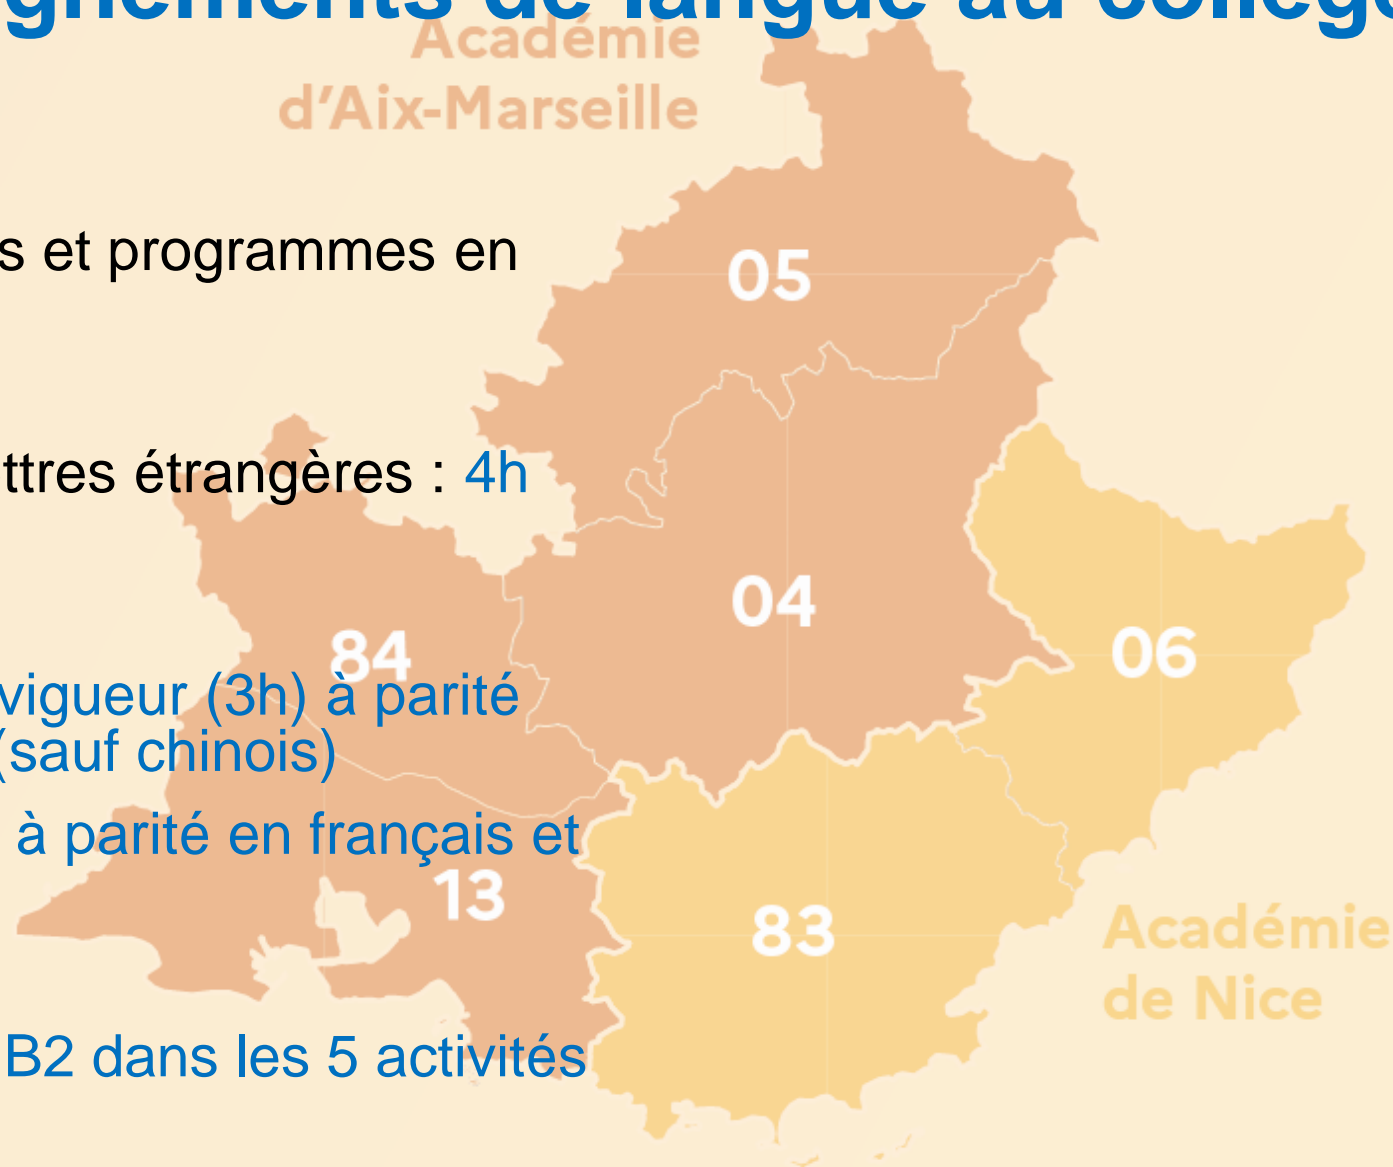 gnements de langue au collège
Académie
d'Aix-Marseille
s et programmes en
05
ttres étrangères : 4h
04
84
06
vigueur (3h) à parité
(sauf chinois)
à parité en français et
13
83
Académie
de Nice
B2 dans les 5 activités